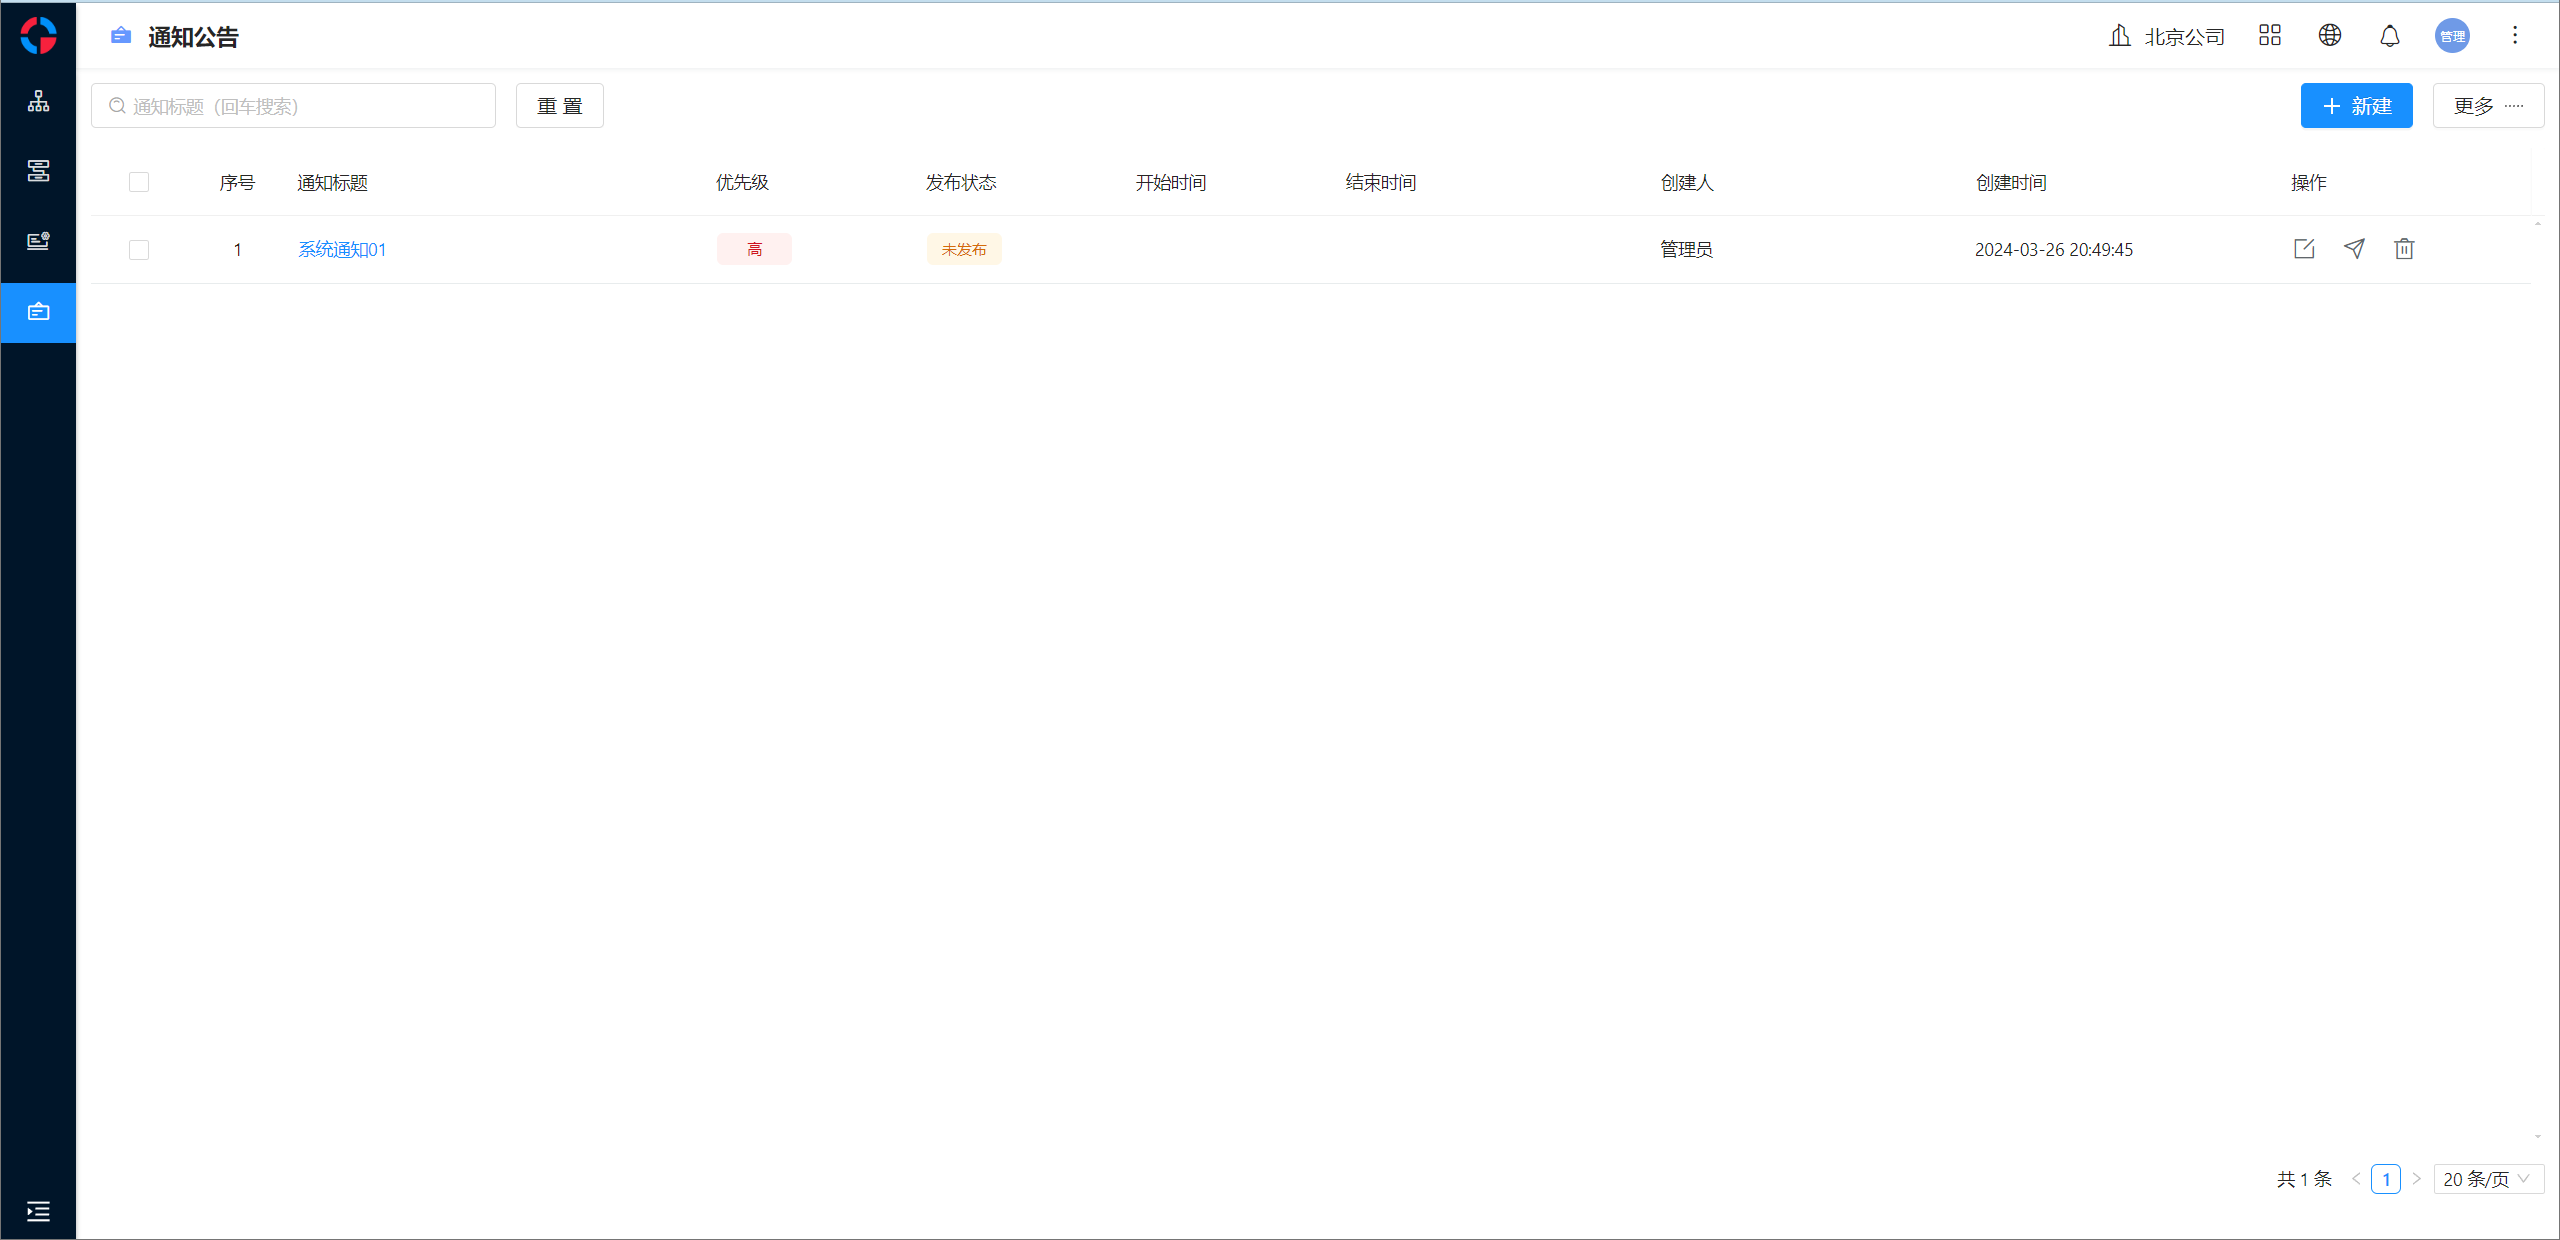 通知公告
北京公司
管理
通知标题（回车搜索）
重 置
新建
更多
序号 通知标题 优先级 发布状态 开始时间 结束时间 创建人 创建时间 操作
1 系统通知01 高 未发布 管理员 2024-03-26 20:49:45
共 1 条 1 20 条/页